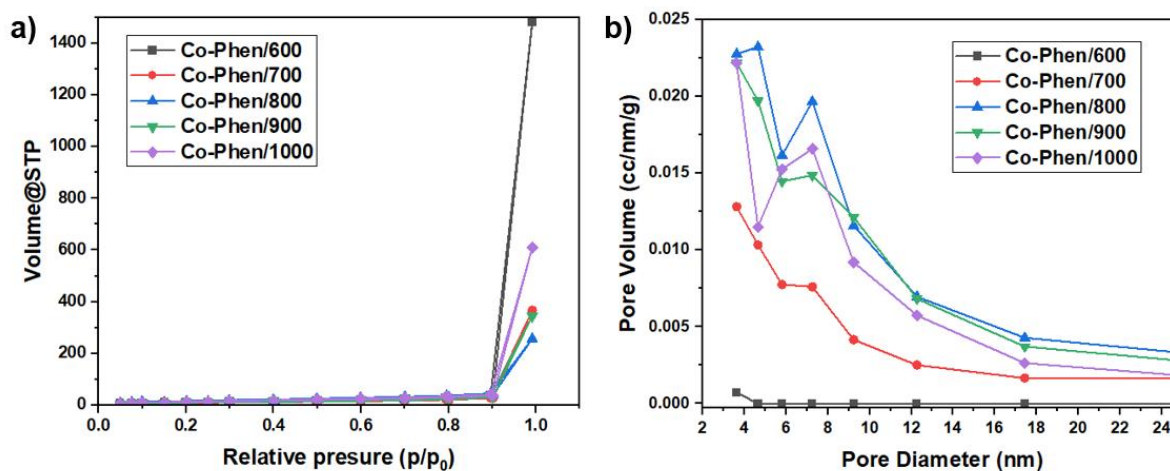 a)
Co-Phen/600
Co-Phen/700
Co-Phen/800
Co-Phen/900
Co-Phen/1000
Volume@STP
1400
1200
1000
800
600
400
200
0
0.0 0.2 0.4 0.6 0.8 1.0
Relative presure (p/p0)
b)
Co-Phen/600
Co-Phen/700
Co-Phen/800
Co-Phen/900
Co-Phen/1000
Pore Volume (cc/nm/g)
0.025
0.020
0.015
0.010
0.005
0.000
2 4 6 8 10 12 14 16 18 20 22 24
Pore Diameter (nm)